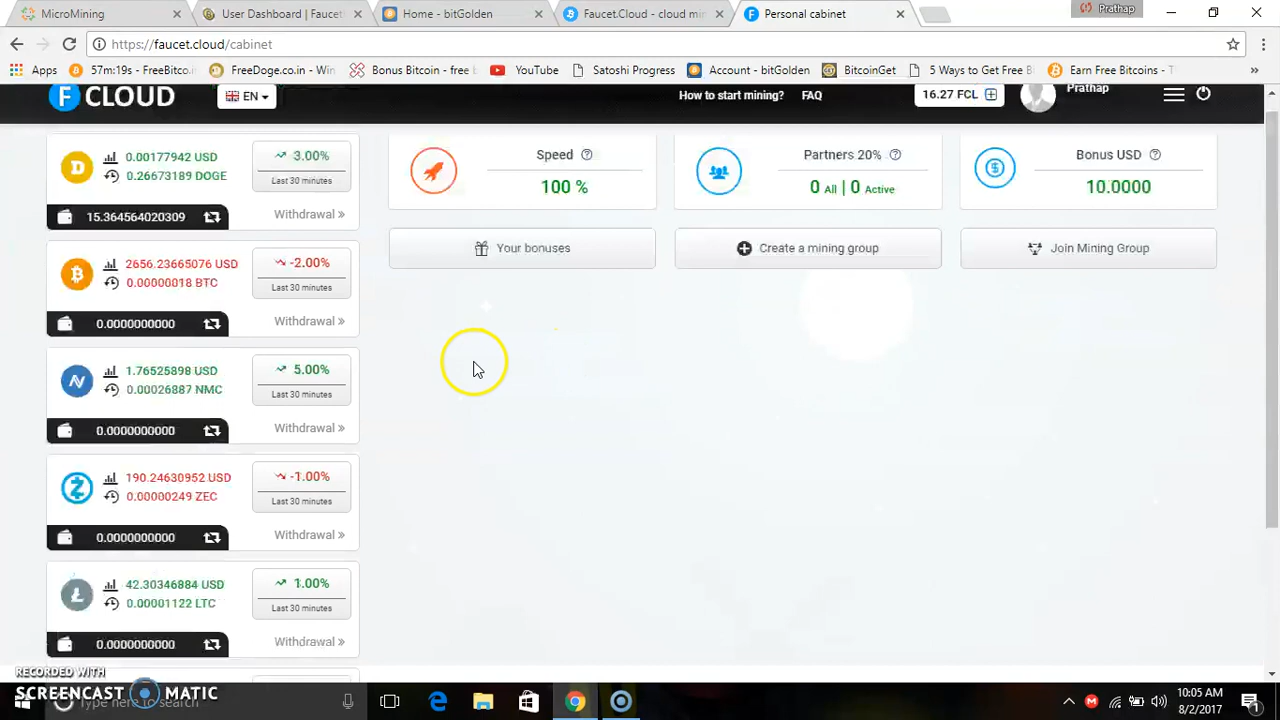 MicroMining
User Dashboard | Faucet
Home - bitGolden
Faucet.Cloud - cloud mi
Personal cabinet
Prathap
https://faucet.cloud/cabinet
Apps
57m:19s - FreeBitco.
FreeDoge.co.in - Win
Bonus Bitcoin - free b
YouTube
Satoshi Progress
Account - bitGolden
BitcoinGet
5 Ways to Get Free Bi
Earn Free Bitcoins - T
F CLOUD
EN
How to start mining?
FAQ
16.27 FCL
Prathap
0.00177942 USD
0.26673189 DOGE
3.00%
Last 30 minutes
15.364564020309
Withdrawal »
2656.23665076 USD
0.00000018 BTC
-2.00%
Last 30 minutes
0.0000000000
Withdrawal »
1.76525898 USD
0.00026887 NMC
5.00%
Last 30 minutes
0.0000000000
Withdrawal »
190.24630952 USD
0.00000249 ZEC
-1.00%
Last 30 minutes
0.0000000000
Withdrawal »
42.30346884 USD
0.00001122 LTC
1.00%
Last 30 minutes
0.0000000000
Withdrawal »
Speed
100 %
Partners 20%
0 All | 0 Active
Bonus USD
10.0000
Your bonuses
Create a mining group
Join Mining Group
RECORDED WITH
SCREENCAST MATIC
Type here to search
10:05 AM
8/2/2017